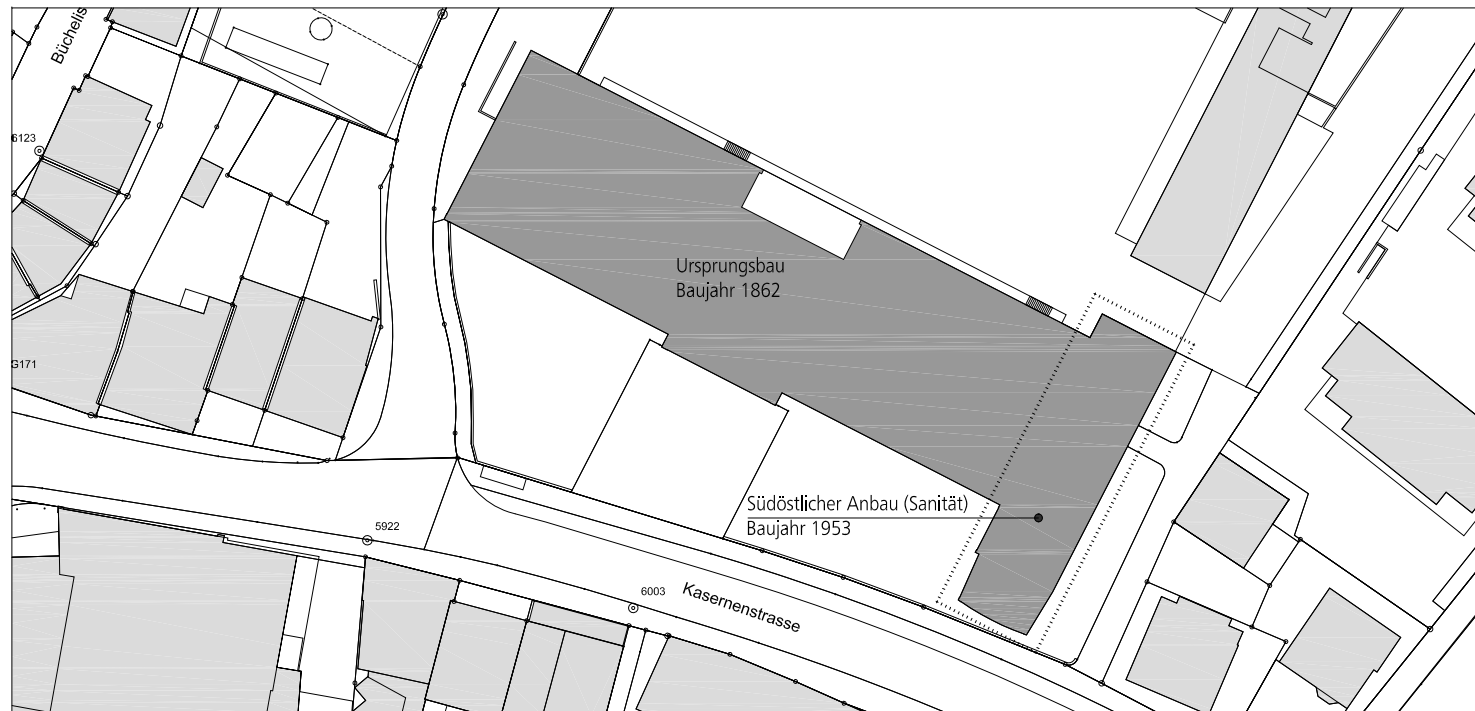 Büchelis
6123
Ursprungsbau
Baujahr 1862
G171
Südöstlicher Anbau (Sanität)
Baujahr 1953
5922
6003
Kasernenstrasse